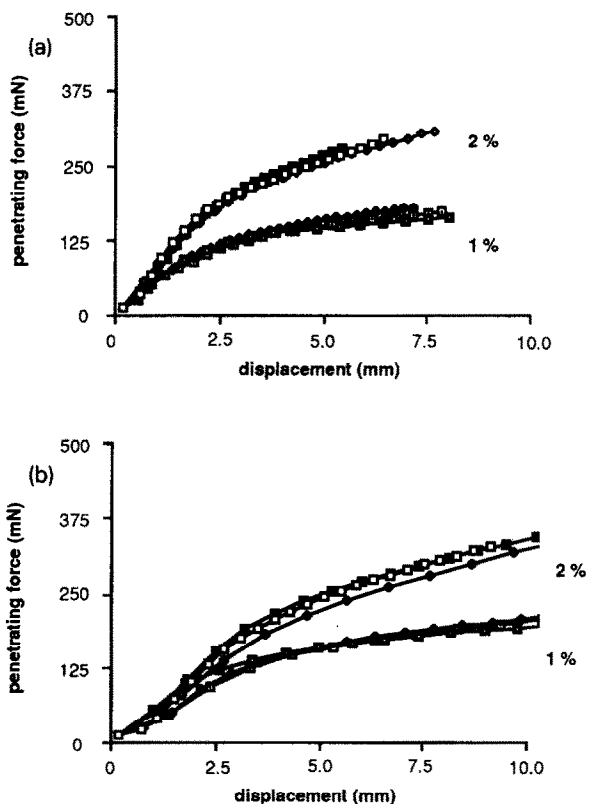 (a)
penetrating force (mN)
500
375
250
125
0
2 %
1 %
0 2.5 5.0 7.5 10.0
displacement (mm)
(b)
penetrating force (mN)
500
375
250
125
0
2 %
1 %
0 2.5 5.0 7.5 10.0
displacement (mm)